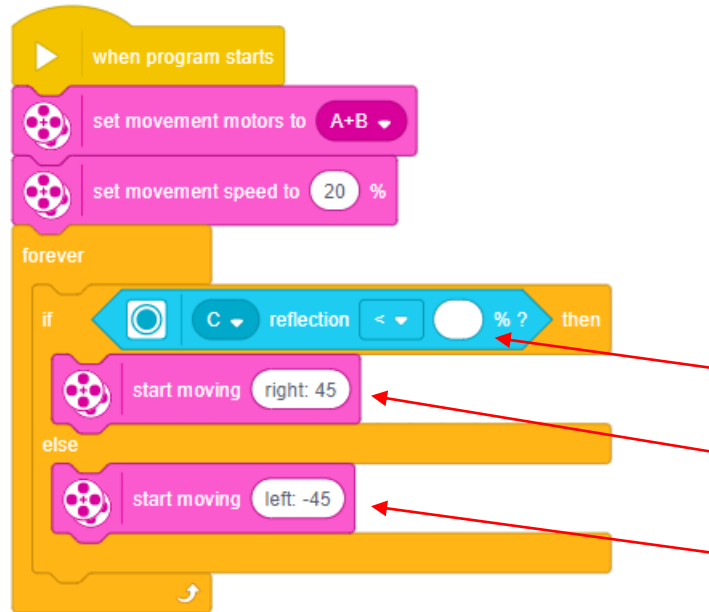 when program starts
set movement motors to A+B
set movement speed to 20 %
forever
if C reflection < % ? then
start moving right: 45
else
start moving left: -45